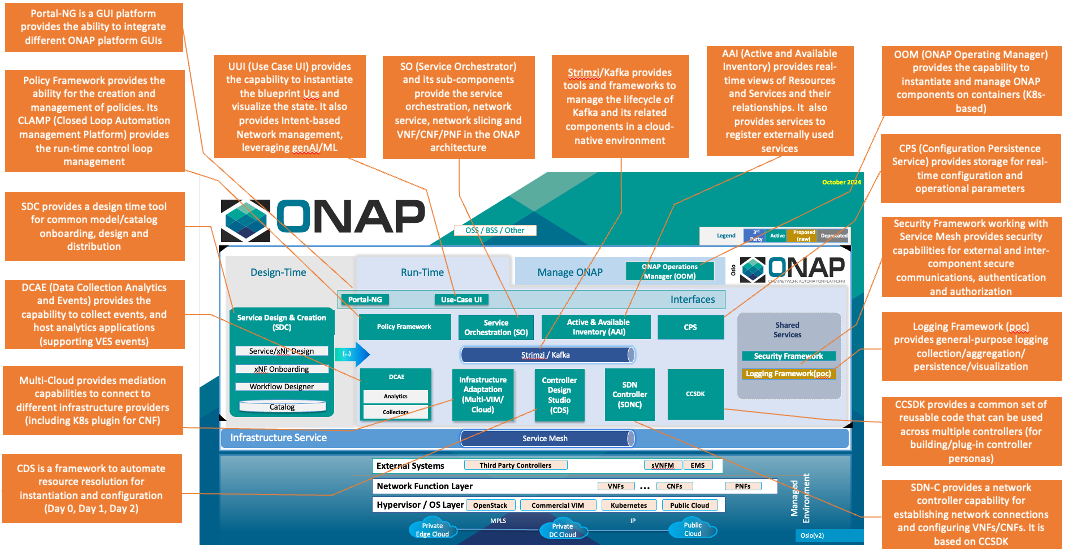 Portal-NG is a GUI platform
provides the ability to integrate
different ONAP platform GUIs
Policy Framework provides the
ability for the creation and
management of policies. Its
CLAMP (Closed Loop Automation
management Platform) provides
the run-time control loop
management
SDC provides a design time tool
for common model/catalog
onboarding, design and
distribution
DCAE (Data Collection Analytics
and Events) provides the
capability to collect events, and
host analytics applications
(supporting VES events)
Multi-Cloud provides mediation
capabilities to connect to
different infrastructure providers
(including K8s plugin for CNF)
CDS is a framework to automate
resource resolution for
instantiation and configuration
(Day 0, Day 1, Day 2)
UUI (Use Case UI) provides
the capability to instantiate
the blueprint Ucs and
visualize the state. It also
provides Intent-based
Network management,
leveraging genAI/ML
SO (Service Orchestrator)
and its sub-components
provide the service
orchestration, network
service, network slicing and
VNF/CNF/PNF in the ONAP
architecture
Strimzi/Kafka provides
tools and frameworks to
manage the lifecycle of
Kafka and its related
components in a cloud-
native environment
AAI (Active and Available
Inventory) provides real-
time views of Resources
and Services and their
relationships. It also
provides services to
register externally used
services
OOM (ONAP Operating Manager)
provides the capability to
instantiate and manage ONAP
components on containers (K8s-
based)
CPS (Configuration Persistence
Service) provides storage for real-
time configuration and
operational parameters
Security Framework working with
Service Mesh provides security
capabilities for external and inter-
component secure
communications, authentication
and authorization
Logging Framework (poc)
provides general-purpose logging
collection/aggregation/
persistence/visualization
CCSDK provides a common set of
reusable code that can be used
across multiple controllers (for
building/plug-in controller
personas)
SDN-C provides a network
controller capability for
establishing network connections
and configuring VNFs/CNFs. It is
based on CCSDK
October 2024
ONAP
OSS / BSS / Other
Legend
3rd
Party
Active
Proposed
(new)
Deprecated
Design-Time
Run-Time
Manage ONAP
ONAP Operations
Manager (OOM)
Oslo
ONAP
Portal-NG
Use-Case UI
Interfaces
Service Design & Creation
(SDC)
Service/xNF Design
xNF Onboarding
Workflow Designer
Catalog
Policy Framework
Service
Orchestration (SO)
Active & Available
Inventory (AAI)
CPS
Strimzi / Kafka
DCAE
Analytics
Collectors
Infrastructure
Adaptation
(Multi-VIM/
Cloud)
Controller
Design
Studio
(CDS)
SDN
Controller
(SDNC)
CCSDK
Shared
Services
Security Framework
Logging Framework(poc)
Infrastructure Service
Service Mesh
External Systems
Third Party Controllers
sVNFM
EMS
Network Function Layer
VNFs
...
CNFs
PNFs
Hypervisor / OS Layer
OpenStack
Commercial VIM
Kubernetes
Public Cloud
Private
Edge Cloud
MPLS
Private
DC Cloud
IP
Public
Cloud
Managed
Environment
Oslo(v2)